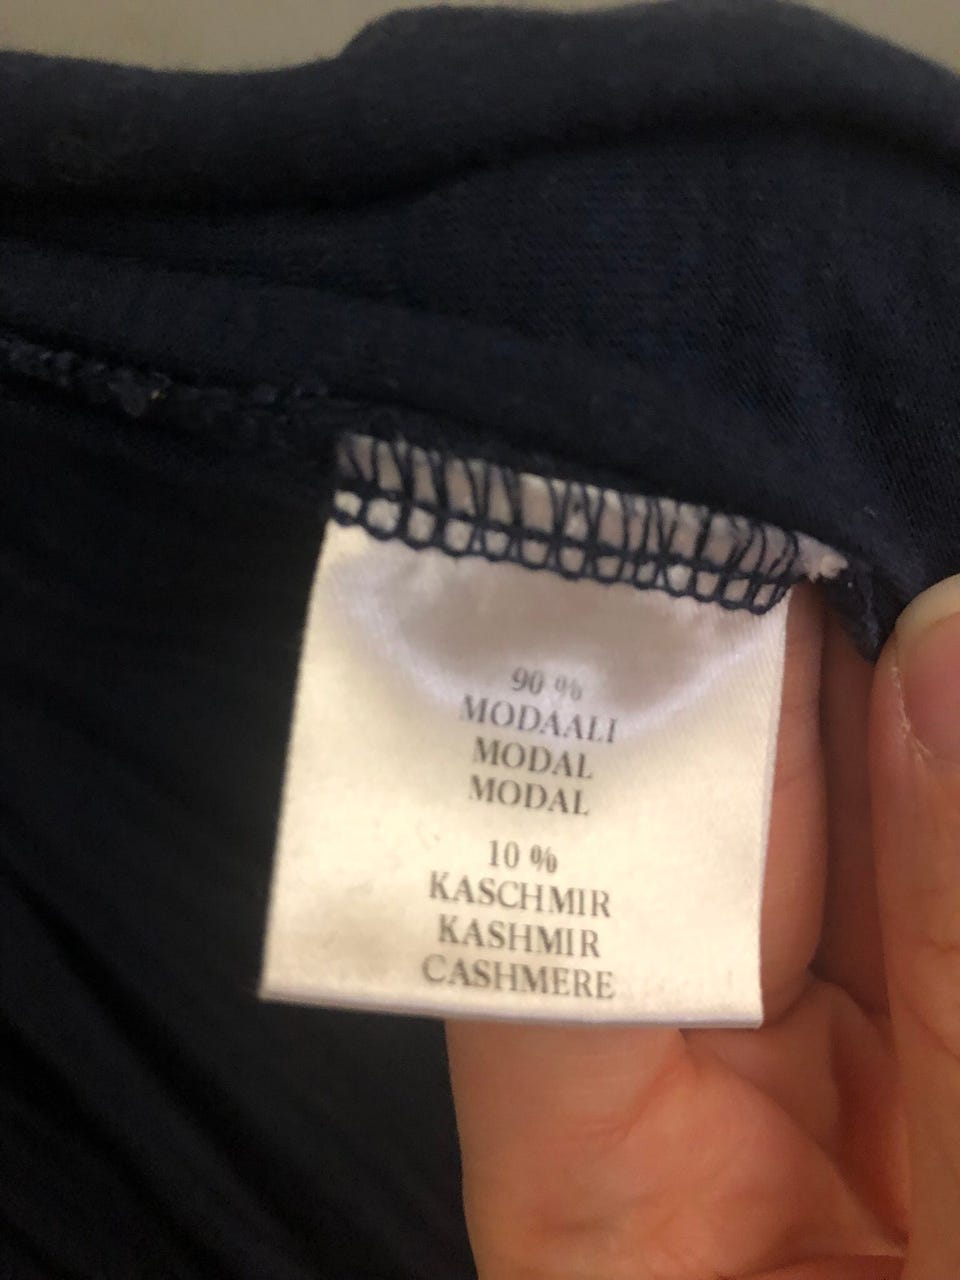 90 %
MODAALI
MODAL
MODAL
10 %
KASCHMIR
KASHMIR
CASHMERE